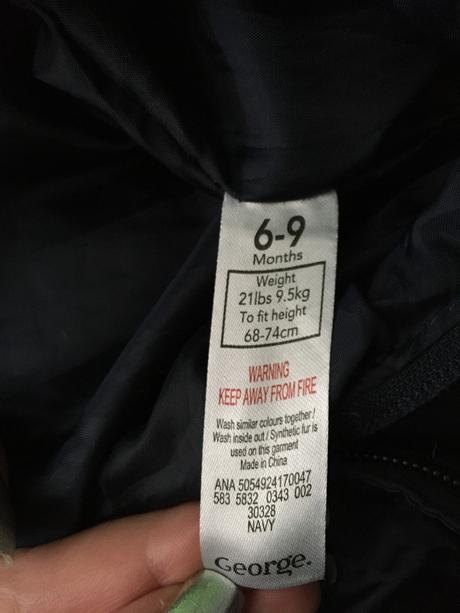 6-9
Months
Weight
21lbs 9.5kg
To fit height
68-74cm
WARNING
KEEP AWAY FROM FIRE
Wash similar colours together /
Wash inside out / Synthetic fur is
used on this garment
Made in China
ANA 5054924170047
583 5832 0343 002
30328
NAVY
George.